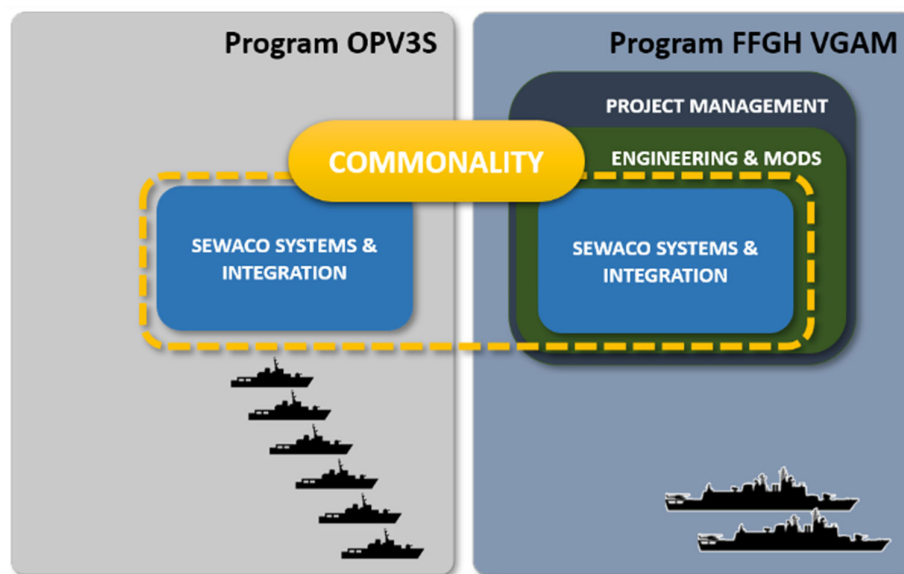 Program OPV3S
Program FFGH VGAM
PROJECT MANAGEMENT
COMMONALITY
ENGINEERING & MODS
SEWACO SYSTEMS &
INTEGRATION
SEWACO SYSTEMS &
INTEGRATION